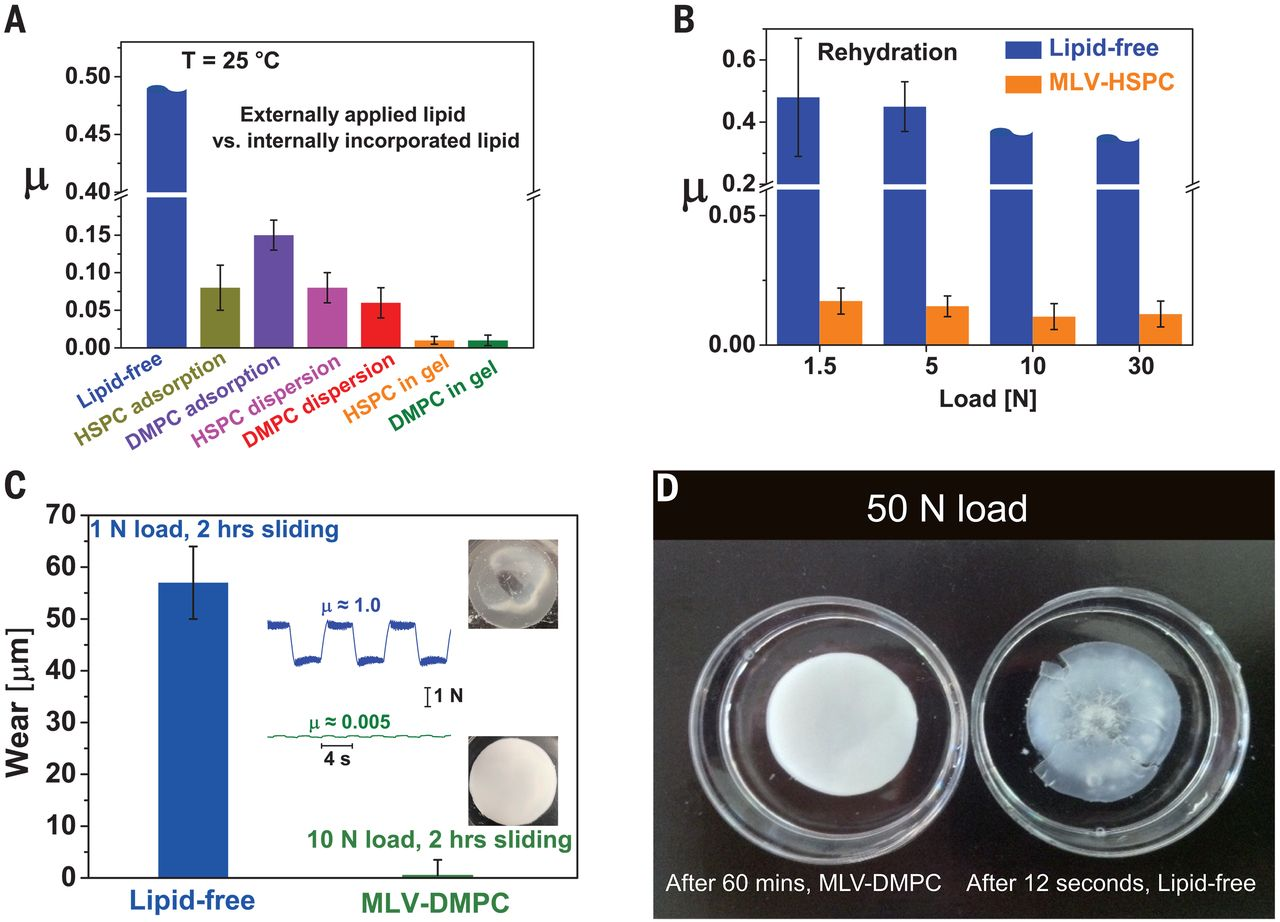 A
T = 25 °C
Externally applied lipid
vs. internally incorporated lipid
μ
0.50
0.45
0.40
0.15
0.10
0.05
0.00
Lipid-free
HSPC adsorption
DMPC adsorption
HSPC dispersion
DMPC dispersion
HSPC in gel
DMPC in gel
B
Rehydration
Lipid-free
MLV-HSPC
μ
0.6
0.4
0.2
0.05
0.00
1.5 5 10 30
Load [N]
C
1 N load, 2 hrs sliding
Wear [μm]
70
60
50
40
30
20
10
0
μ ≈ 1.0
1 N
μ ≈ 0.005
4 s
10 N load, 2 hrs sliding
Lipid-free
MLV-DMPC
D
50 N load
After 60 mins, MLV-DMPC
After 12 seconds, Lipid-free